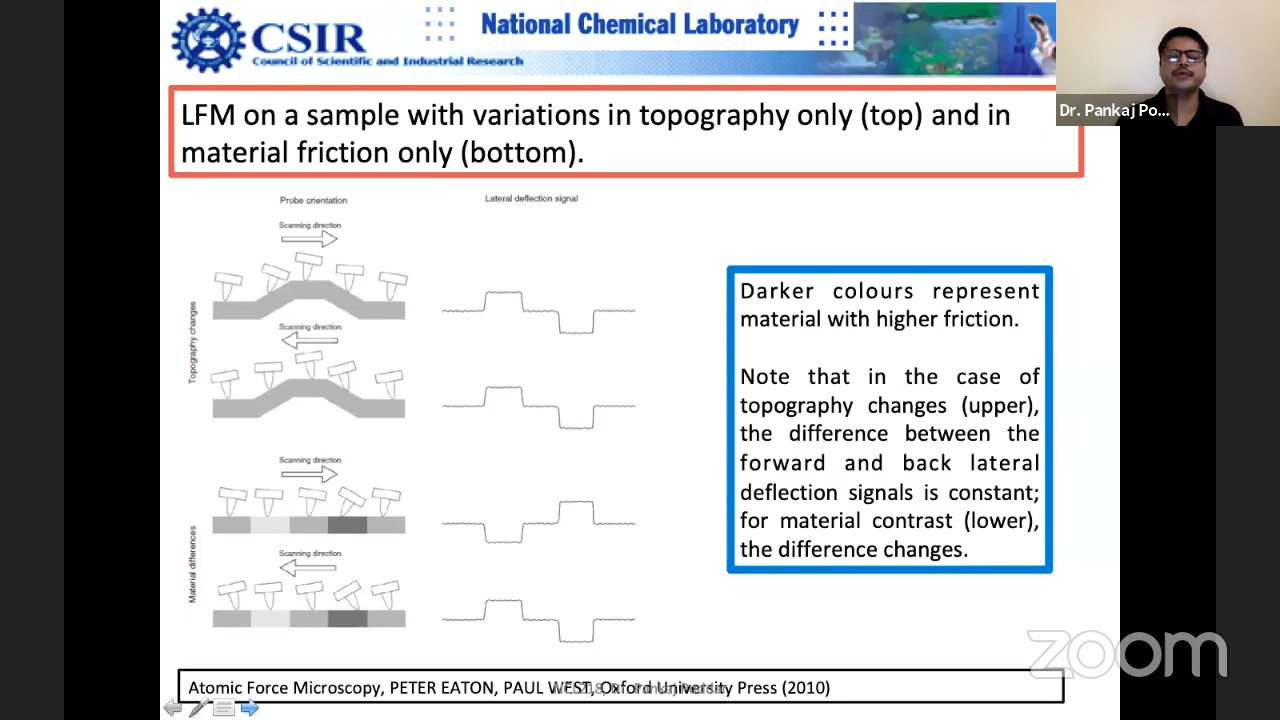 CSIR
Council of Scientific and Industrial Research
National Chemical Laboratory
Dr. Pankaj Po...
LFM on a sample with variations in topography only (top) and in
material friction only (bottom).
Probe orientation
Lateral deflection signal
Scanning direction
Topography changes
Scanning direction
Scanning direction
Material differences
Scanning direction
Darker colours represent
material with higher friction.
Note that in the case of
topography changes (upper),
the difference between the
forward and back lateral
deflection signals is constant;
for material contrast (lower),
the difference changes.
zoom
Atomic Force Microscopy, PETER EATON, PAUL WEST, Oxford University Press (2010)